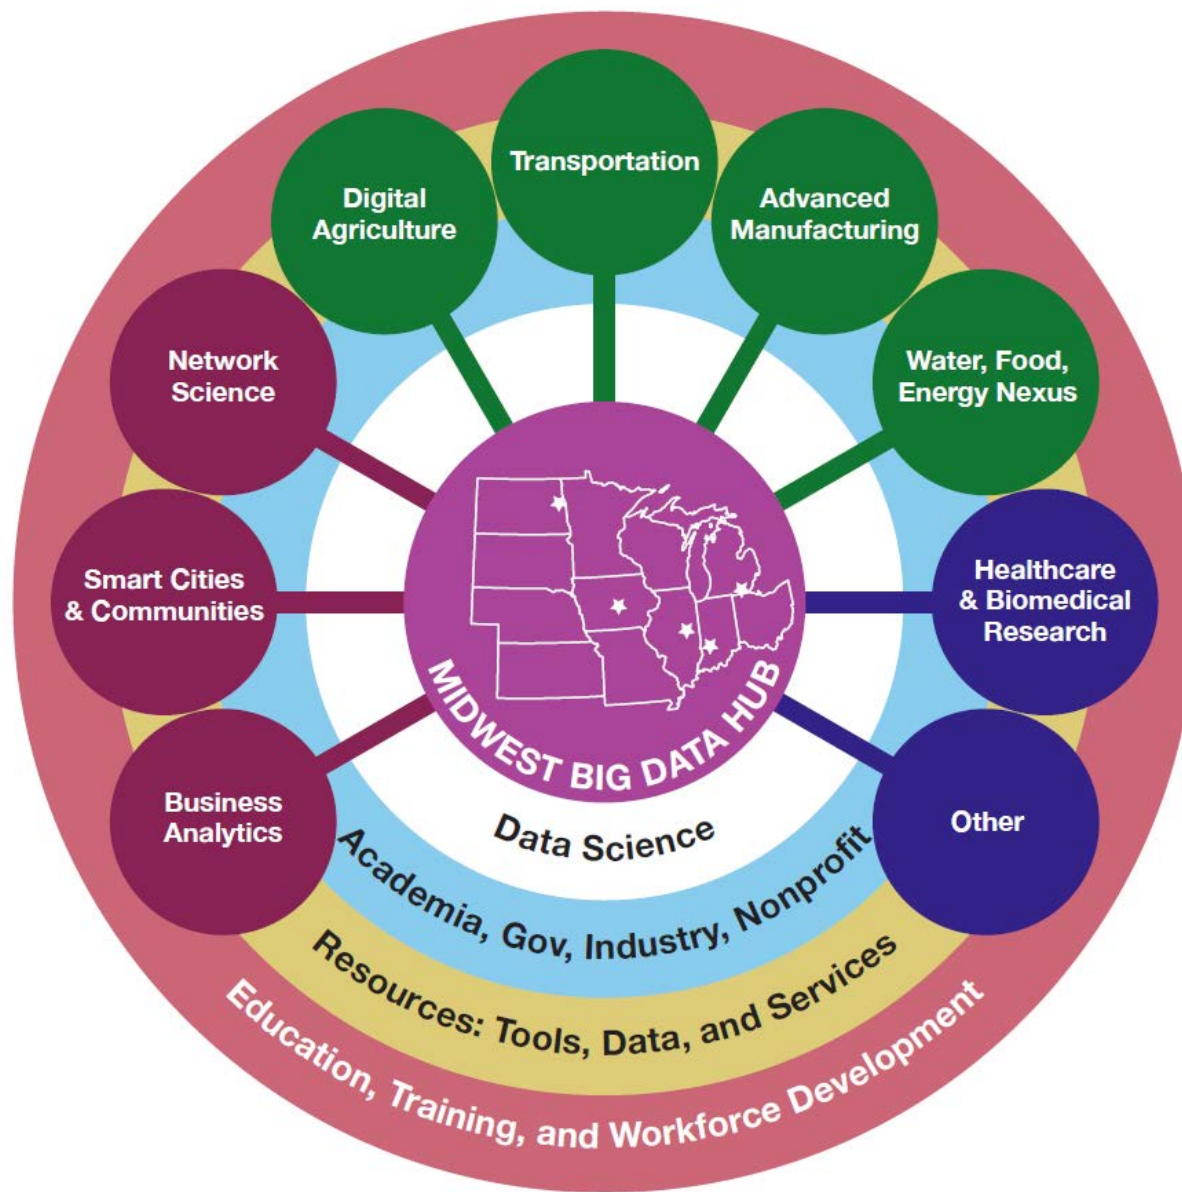 Transportation
Digital
Agriculture
Advanced
Manufacturing
Network
Science
Water, Food,
Energy Nexus
Smart Cities
& Communities
Healthcare
& Biomedical
Research
Business
Analytics
Other
MIDWEST BIG DATA HUB
Data Science
Academia, Gov, Industry, Nonprofit
Resources: Tools, Data, and Services
Education, Training, and Workforce Development